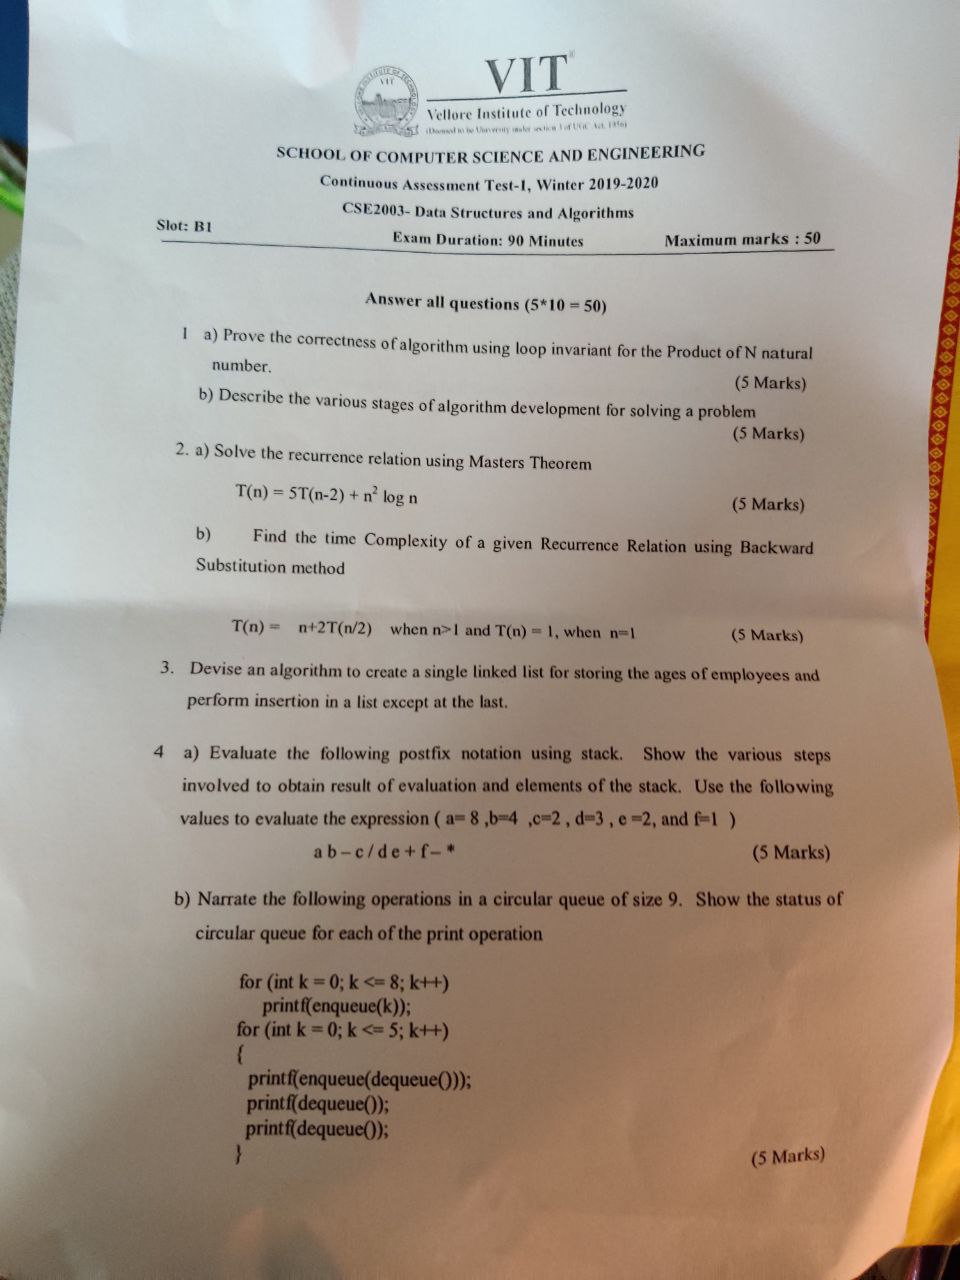 VIT
Vellore Institute of Technology
(Deemed to be University under section 3 of UGC Act, 1956)
SCHOOL OF COMPUTER SCIENCE AND ENGINEERING
Continuous Assessment Test-1, Winter 2019-2020
CSE2003- Data Structures and Algorithms
Slot: B1
Exam Duration: 90 Minutes Maximum marks : 50
Answer all questions (5*10 = 50)
1 a) Prove the correctness of algorithm using loop invariant for the Product of N natural
number. (5 Marks)
b) Describe the various stages of algorithm development for solving a problem
(5 Marks)
2. a) Solve the recurrence relation using Masters Theorem
T(n) = 5T(n-2) + n² log n (5 Marks)
b) Find the time Complexity of a given Recurrence Relation using Backward
Substitution method
T(n) = n+2T(n/2) when n>1 and T(n) = 1, when n=1 (5 Marks)
3. Devise an algorithm to create a single linked list for storing the ages of employees and
perform insertion in a list except at the last.
4 a) Evaluate the following postfix notation using stack. Show the various steps
involved to obtain result of evaluation and elements of the stack. Use the following
values to evaluate the expression ( a= 8 ,b=4 ,c=2 , d=3 , e =2, and f=1 )
a b – c / d e + f – * (5 Marks)
b) Narrate the following operations in a circular queue of size 9. Show the status of
circular queue for each of the print operation
for (int k = 0; k <= 8; k++)
printf(enqueue(k));
for (int k = 0; k <= 5; k++)
{
printf(enqueue(dequeue()));
printf(dequeue());
printf(dequeue());
} (5 Marks)